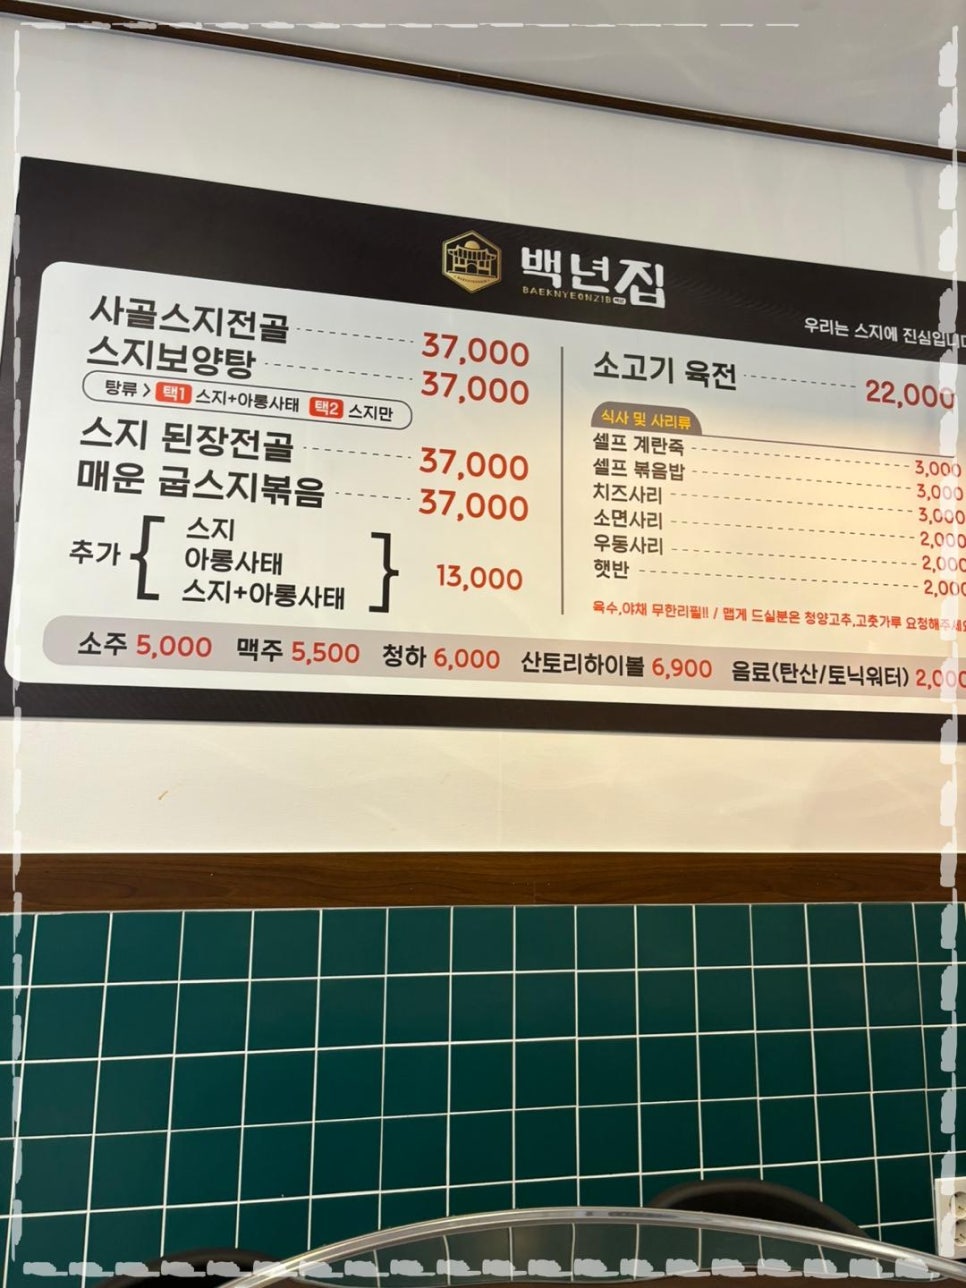 백년집
BAEKNYEONZIB
우리는 스지에 진심입니다
사골스지전골 37,000
스지보양탕 37,000
탕류 > 택1 스지+아롱사태 택2 스지만
스지 된장전골 37,000
매운 굽스지볶음 37,000
추가 { 스지
아롱사태
스지+아롱사태 } 13,000
소고기 육전 22,000
식사 및 사리류
셀프 계란죽 3,000
셀프 볶음밥 3,000
치즈사리 3,000
소면사리 2,000
우동사리 2,000
햇반 2,000
육수,야채 무한리필!! / 맵게 드실분은 청양고추,고춧가루 요청해주세요
소주 5,000 맥주 5,500 청하 6,000 산토리하이볼 6,900 음료(탄산/토닉워터) 2,000